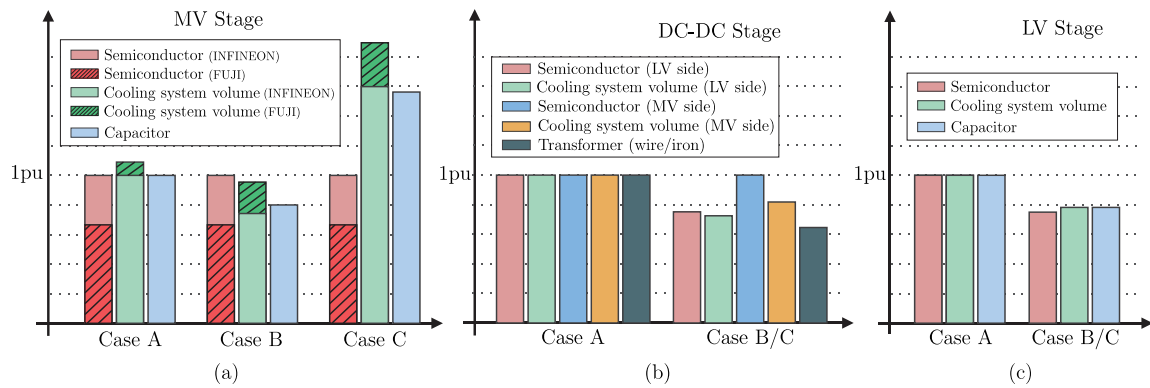 MV Stage
Semiconductor (INFINEON)
Semiconductor (FUJI)
Cooling system volume (INFINEON)
Cooling system volume (FUJI)
Capacitor
1pu
Case A
Case B
Case C
(a)
DC-DC Stage
Semiconductor (LV side)
Cooling system volume (LV side)
Semiconductor (MV side)
Cooling system volume (MV side)
Transformer (wire/iron)
1pu
Case A
Case B/C
(b)
LV Stage
Semiconductor
Cooling system volume
Capacitor
1pu
Case A
Case B/C
(c)